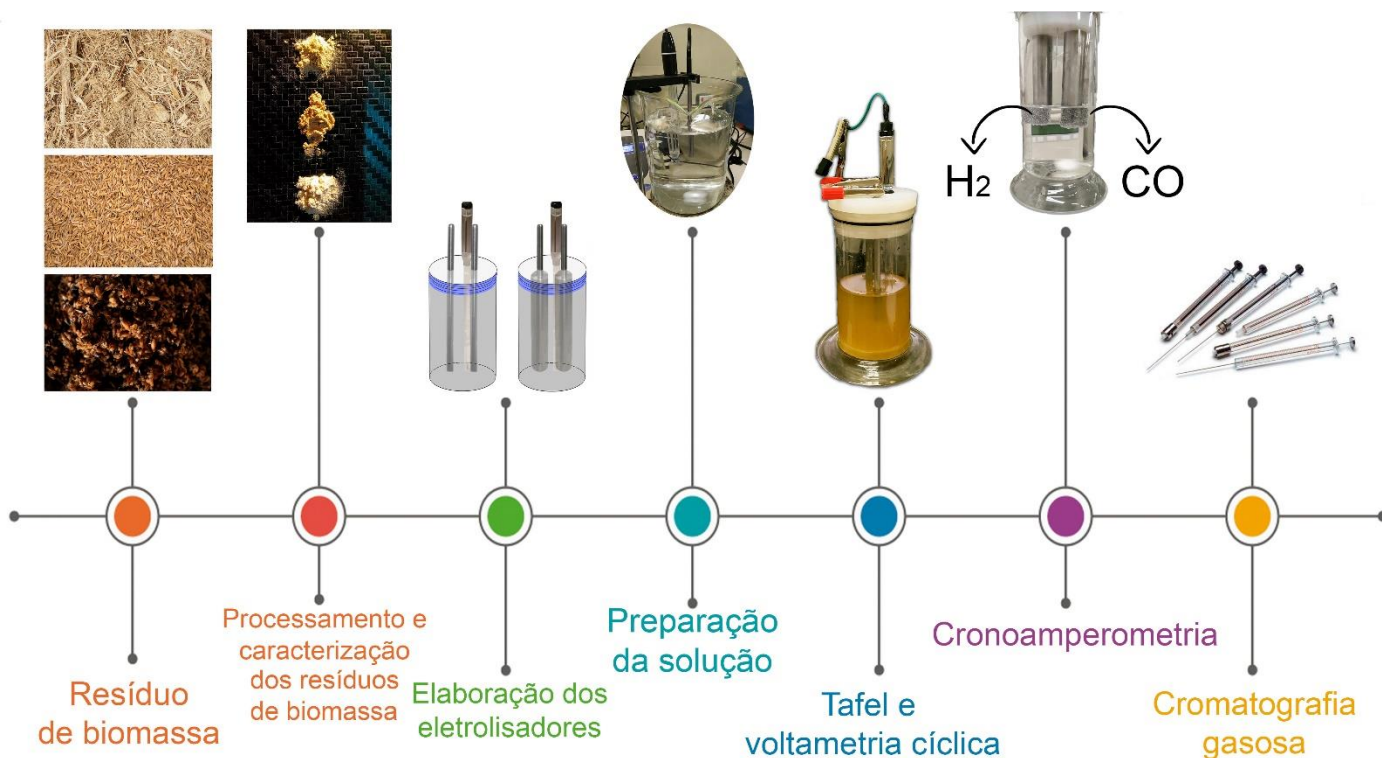 H2
CO
Resíduo
de biomassa
Processamento e
caracterização
dos resíduos
de biomassa
Elaboração dos
eletrolisadores
Preparação
da solução
Tafel e
voltametria cíclica
Cronoamperometria
Cromatografia
gasosa